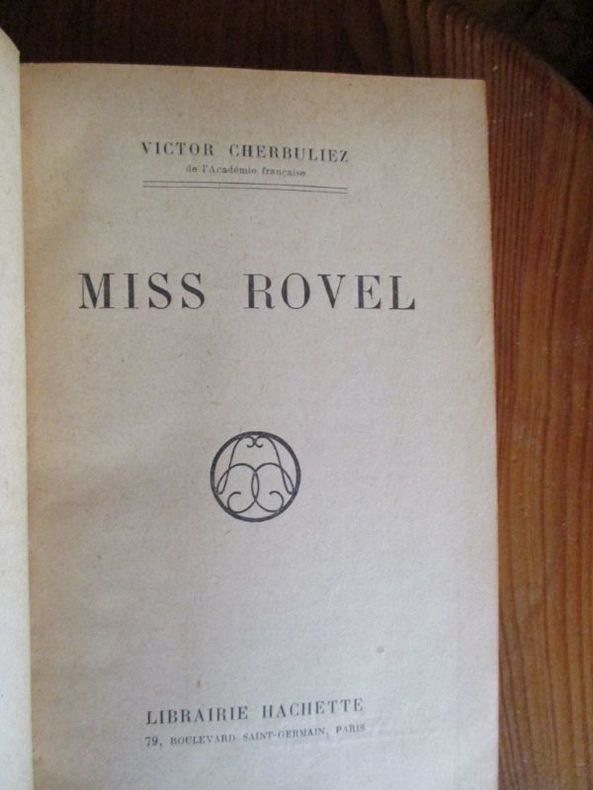 VICTOR CHERBULIEZ
de l'Académie française
MISS ROVEL
LIBRAIRIE HACHETTE
79, BOULEVARD SAINT-GERMAIN, PARIS